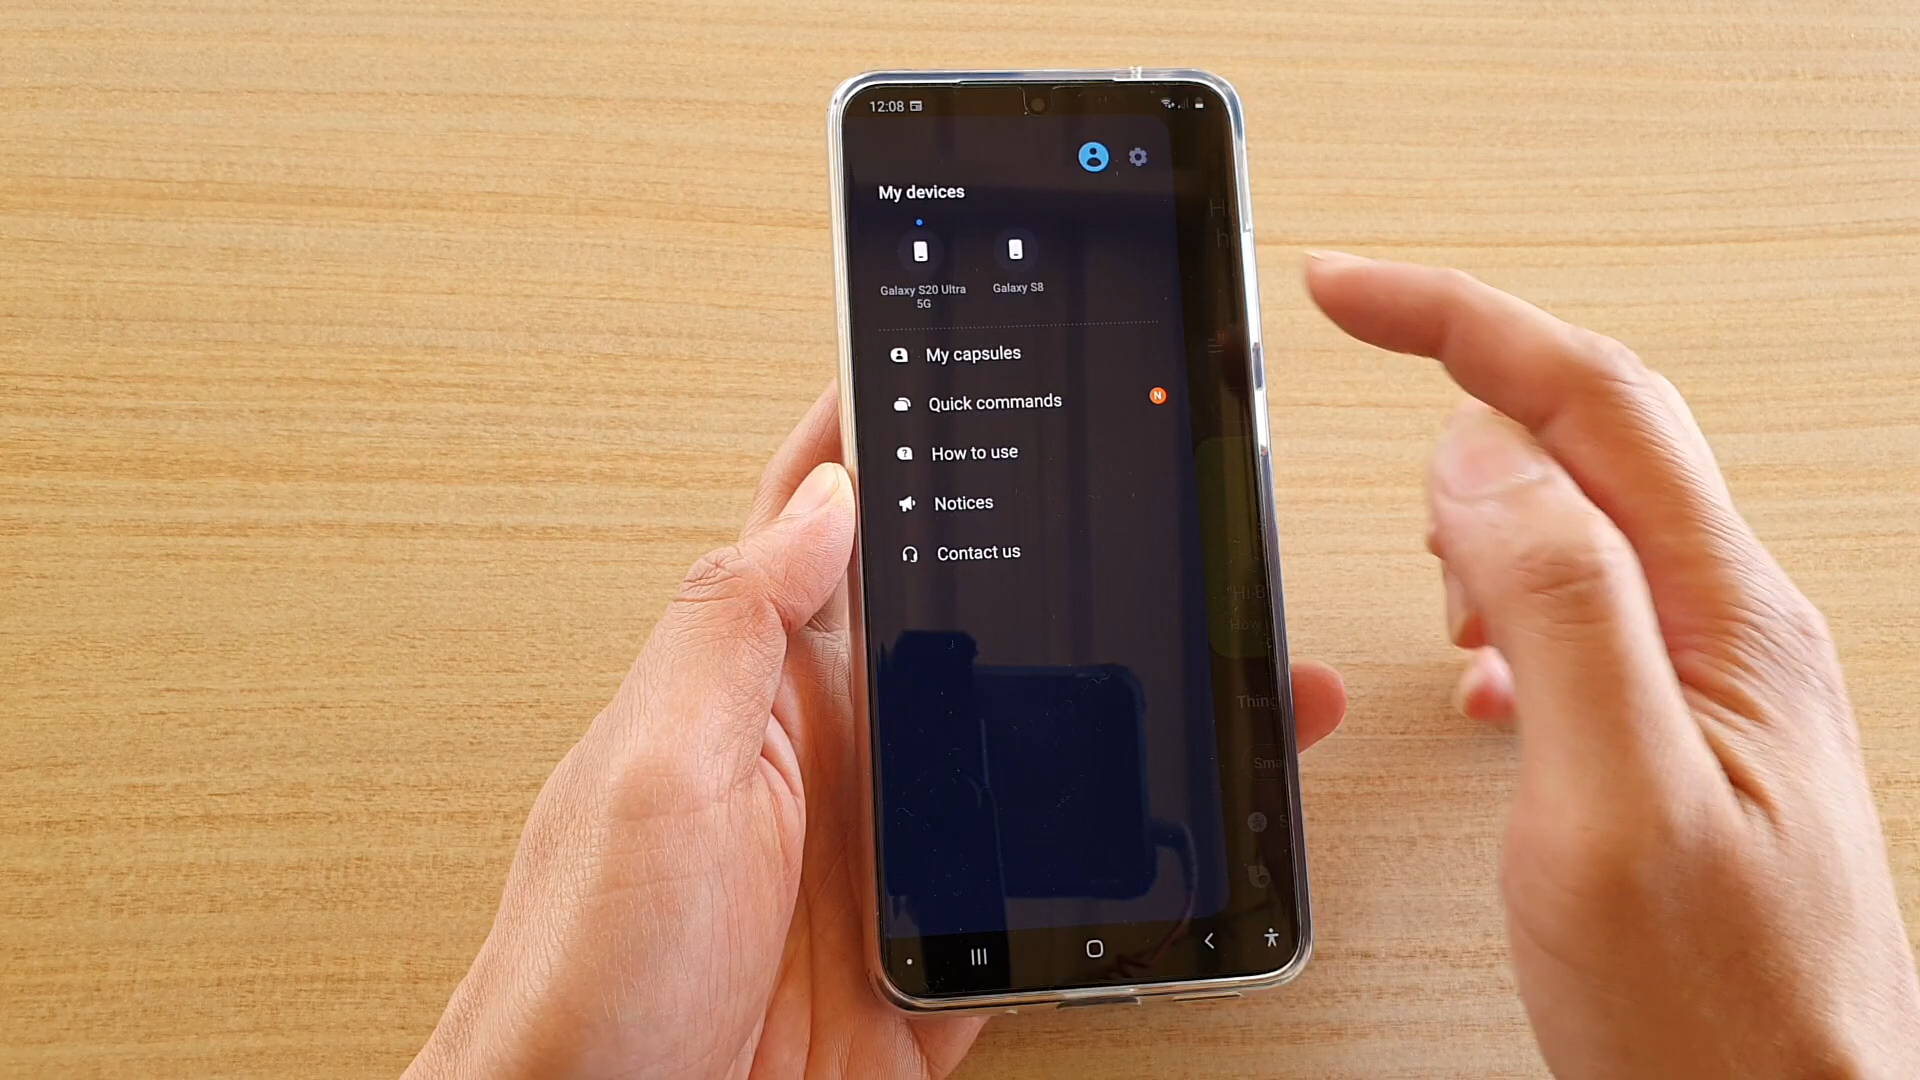 12:08
My devices
Galaxy S20 Ultra
5G
Galaxy S8
My capsules
Quick commands
N
How to use
Notices
Contact us